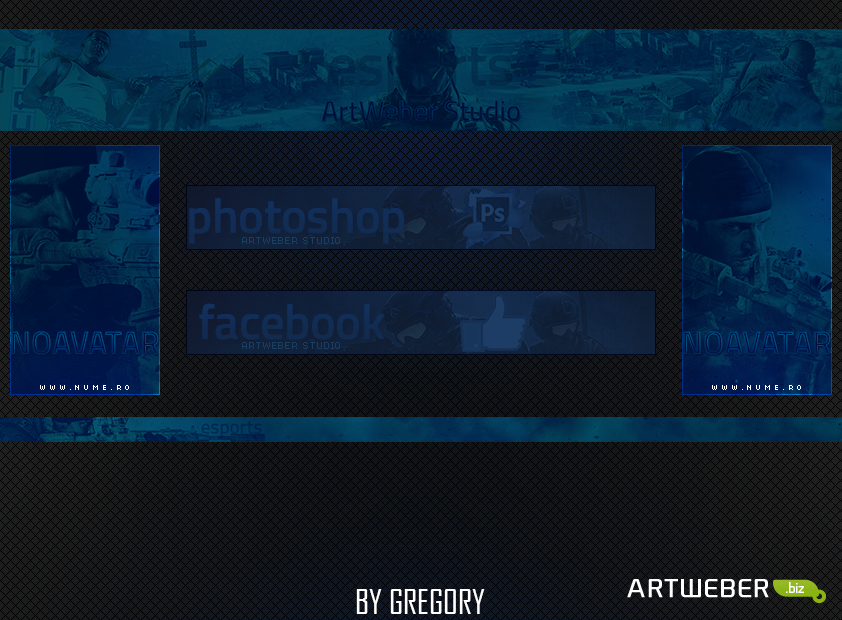 esports
ArtWeber Studio
photoshop
Ps
ARTWEBER STUDIO
facebook
ARTWEBER STUDIO
NOAVATAR
WWW.NUME.RO
NOAVATAR
WWW.NUME.RO
esports
BY GREGORY
ARTWEBER .biz